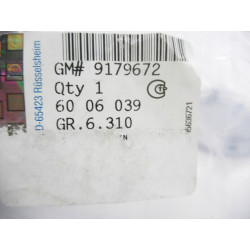 GM# 9179672
Qty 1
60 06 039
GR.6.310
D-65423 Rüsselsheim